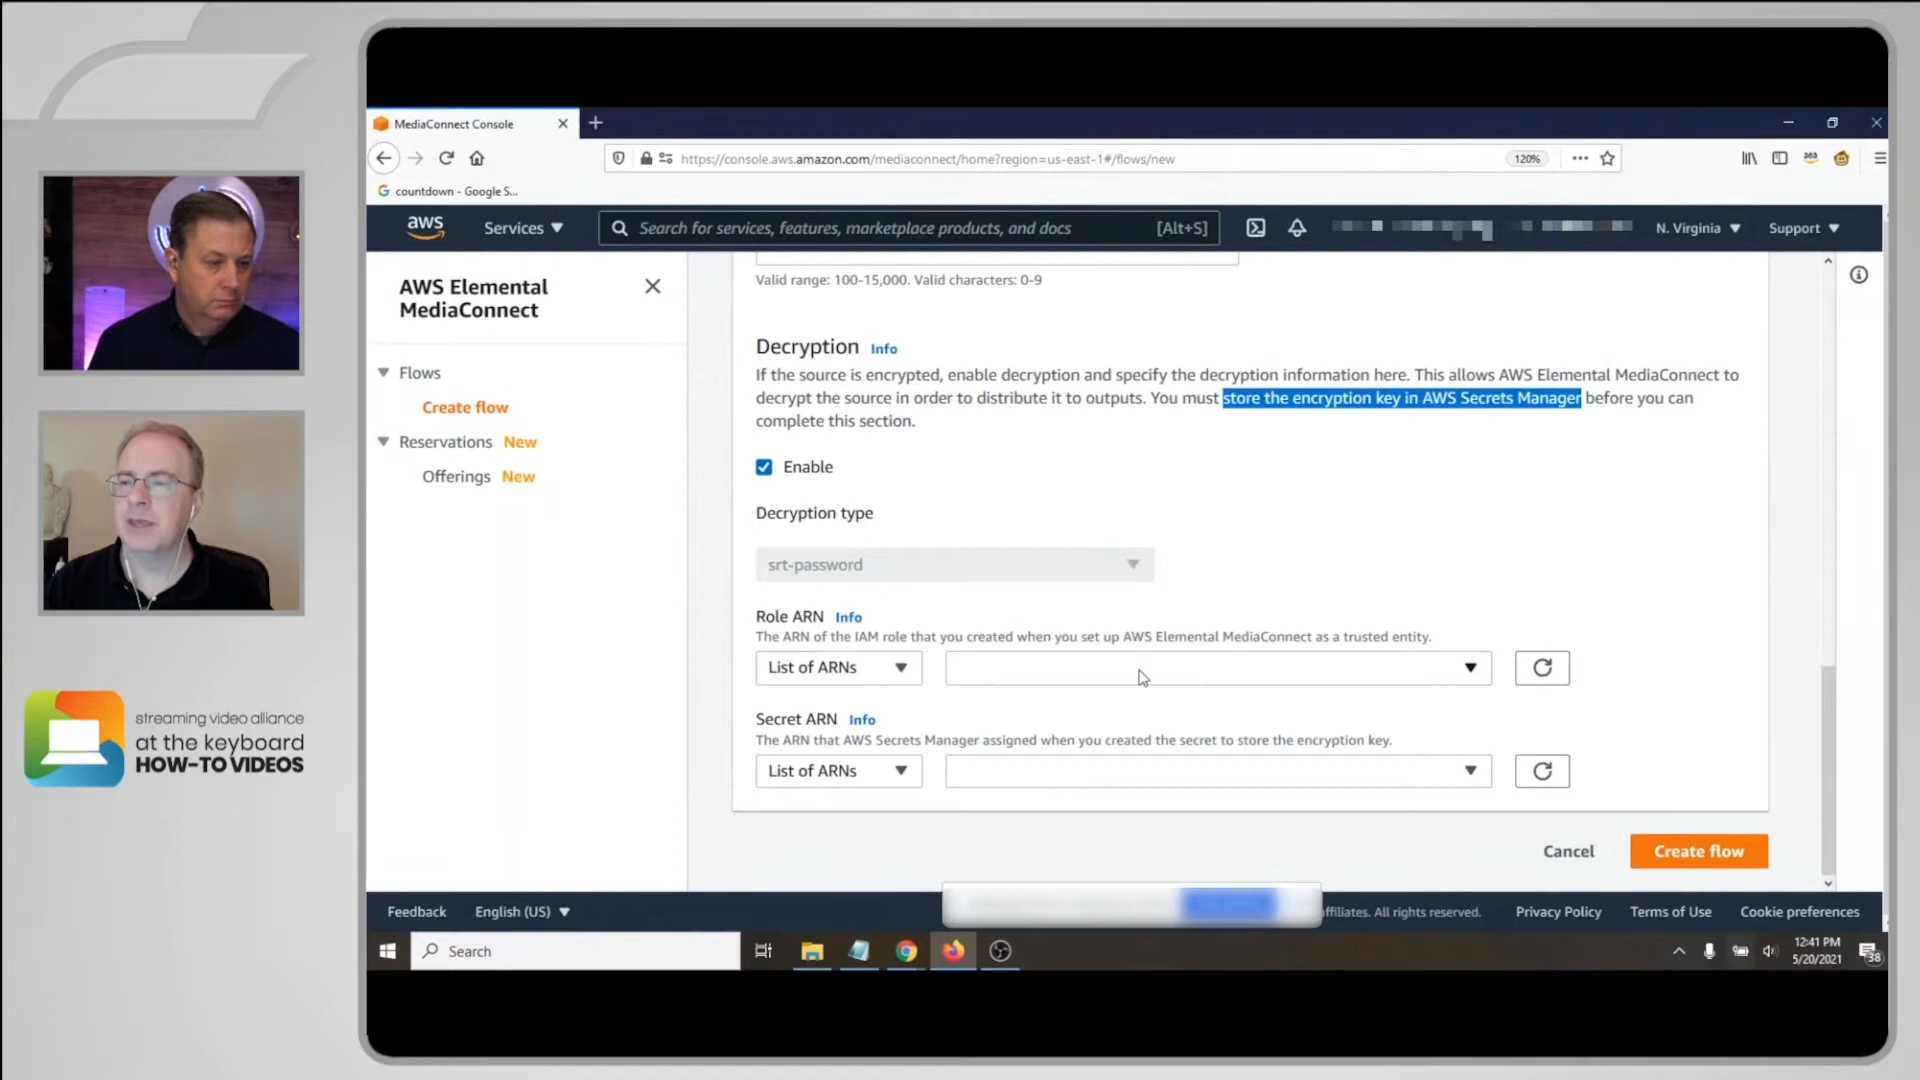 MediaConnect Console
https://console.aws.amazon.com/mediaconnect/home?region=us-east-1#/flows/new
120%
countdown - Google S...
aws
Services
Search for services, features, marketplace products, and docs
[Alt+S]
N. Virginia
Support
AWS Elemental
MediaConnect
Flows
Create flow
Reservations New
Offerings New
Valid range: 100-15,000. Valid characters: 0-9
Decryption Info
If the source is encrypted, enable decryption and specify the decryption information here. This allows AWS Elemental MediaConnect to
decrypt the source in order to distribute it to outputs. You must store the encryption key in AWS Secrets Manager before you can
complete this section.
Enable
Decryption type
srt-password
Role ARN Info
The ARN of the IAM role that you created when you set up AWS Elemental MediaConnect as a trusted entity.
List of ARNs
Secret ARN Info
The ARN that AWS Secrets Manager assigned when you created the secret to store the encryption key.
List of ARNs
Cancel
Create flow
Feedback
English (US)
ffiliates. All rights reserved.
Privacy Policy
Terms of Use
Cookie preferences
Search
12:41 PM
5/20/2021
38
streaming video alliance
at the keyboard
HOW-TO VIDEOS